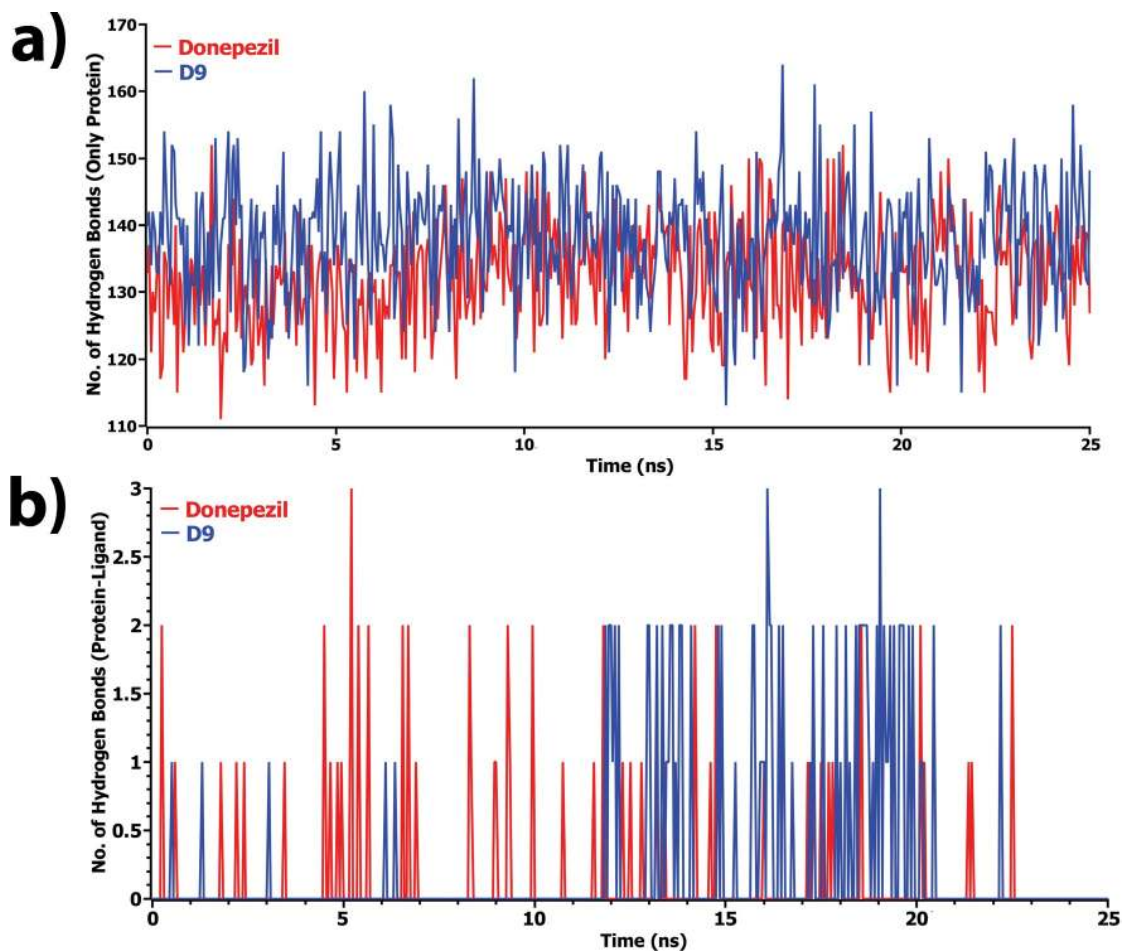 a)
No. of Hydrogen Bonds (Only Protein)
170
160
150
140
130
120
110
Donepezil
D9
0 5 10 15 20 25
Time (ns)
b)
No. of Hydrogen Bonds (Protein-Ligand)
3
2.5
2
1.5
1
0.5
0
Donepezil
D9
0 5 10 15 20 25
Time (ns)